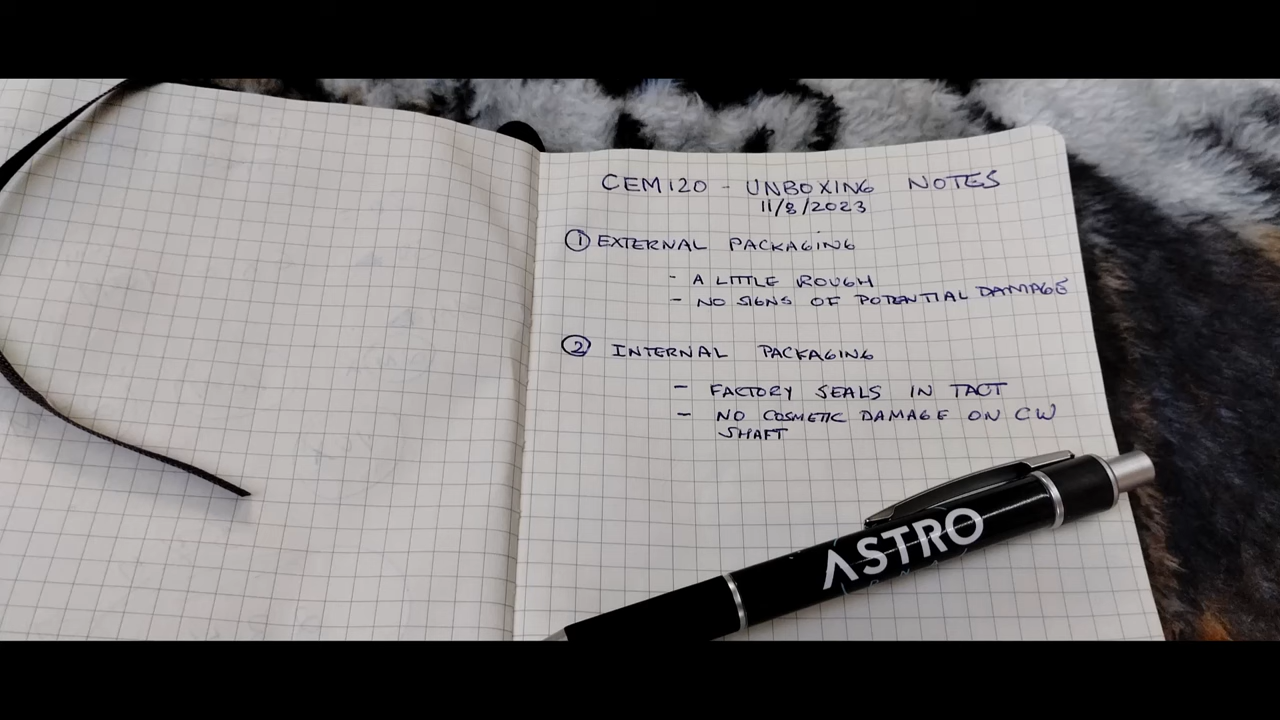 CEM120 - UNBOXING NOTES
11/8/2023
① EXTERNAL PACKAGING
- A LITTLE ROUGH
- NO SIGNS OF POTENTIAL DAMAGE
② INTERNAL PACKAGING
- FACTORY SEALS IN TACT
- NO COSMETIC DAMAGE ON CW
SHAFT
ASTRO